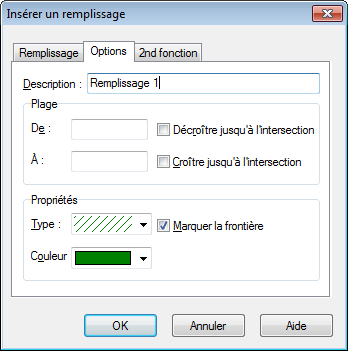 Insérer un remplissage
Remplissage Options 2nd fonction
Description : Remplissage 1
Plage
De : Décroître jusqu'à l'intersection
À : Croître jusqu'à l'intersection
Propriétés
Type : Marquer la frontière
Couleur
OK Annuler Aide